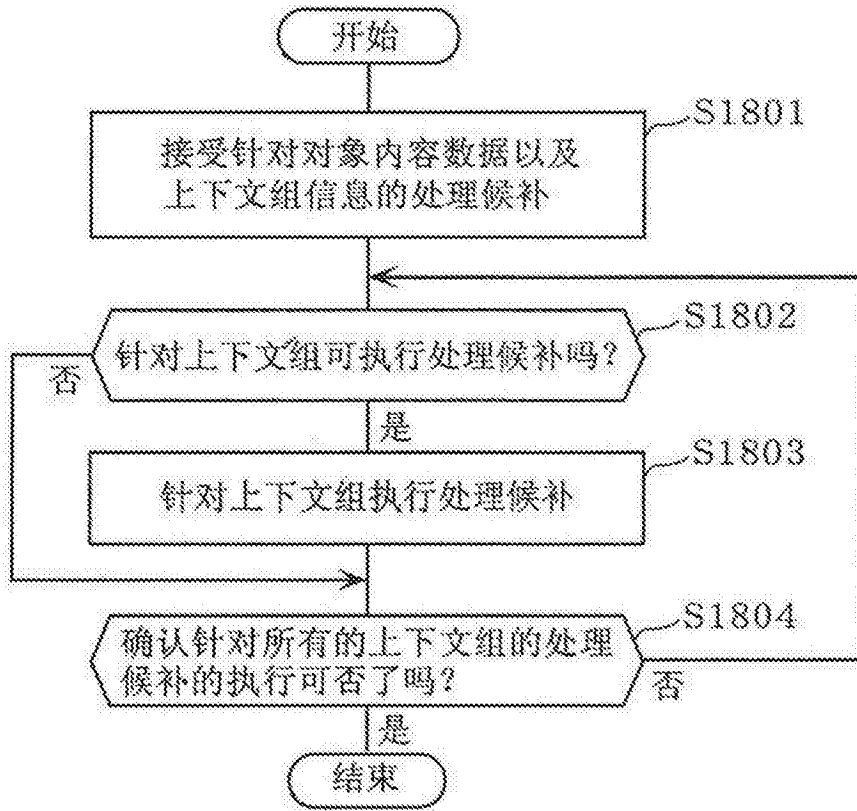 开始
S1801
接受针对对象内容数据以及
上下文组信息的处理候补
S1802
针对上下文组可执行处理候补吗？
否
是
S1803
针对上下文组执行处理候补
S1804
确认针对所有的上下文组的处理
候补的执行可否了吗？
否
是
结束